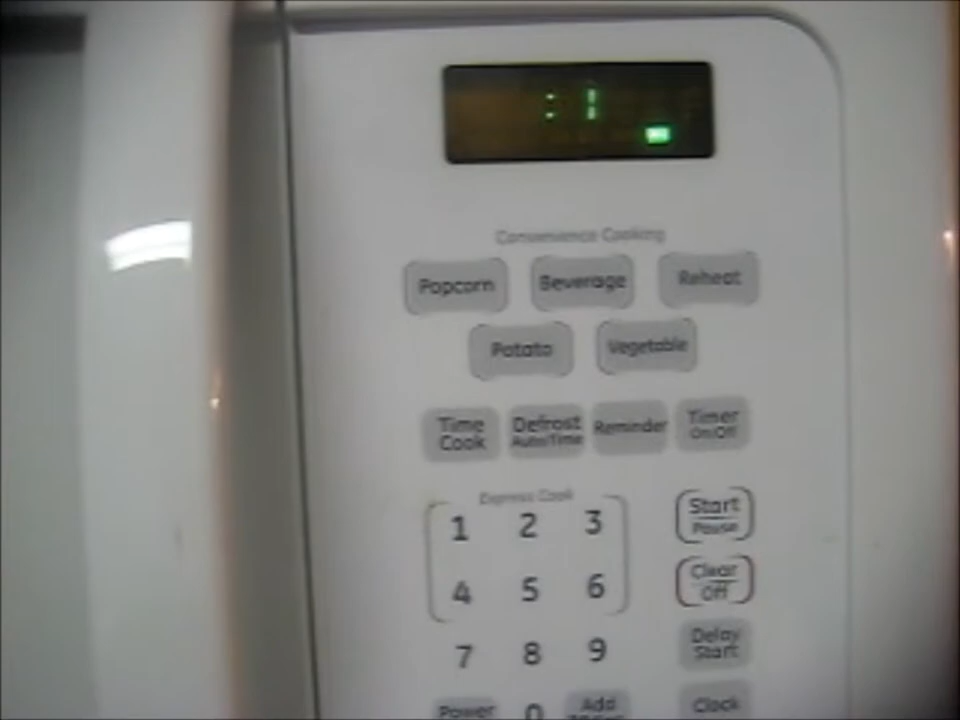 :1
Convenience Cooking
Popcorn Beverage Reheat
Potato Vegetable
Time Cook Defrost Auto/Time Reminder Timer On/Off
Express Cook
1 2 3 Start Pause
4 5 6 Clear Off
7 8 9 Delay Start
Power 0 Add Clock